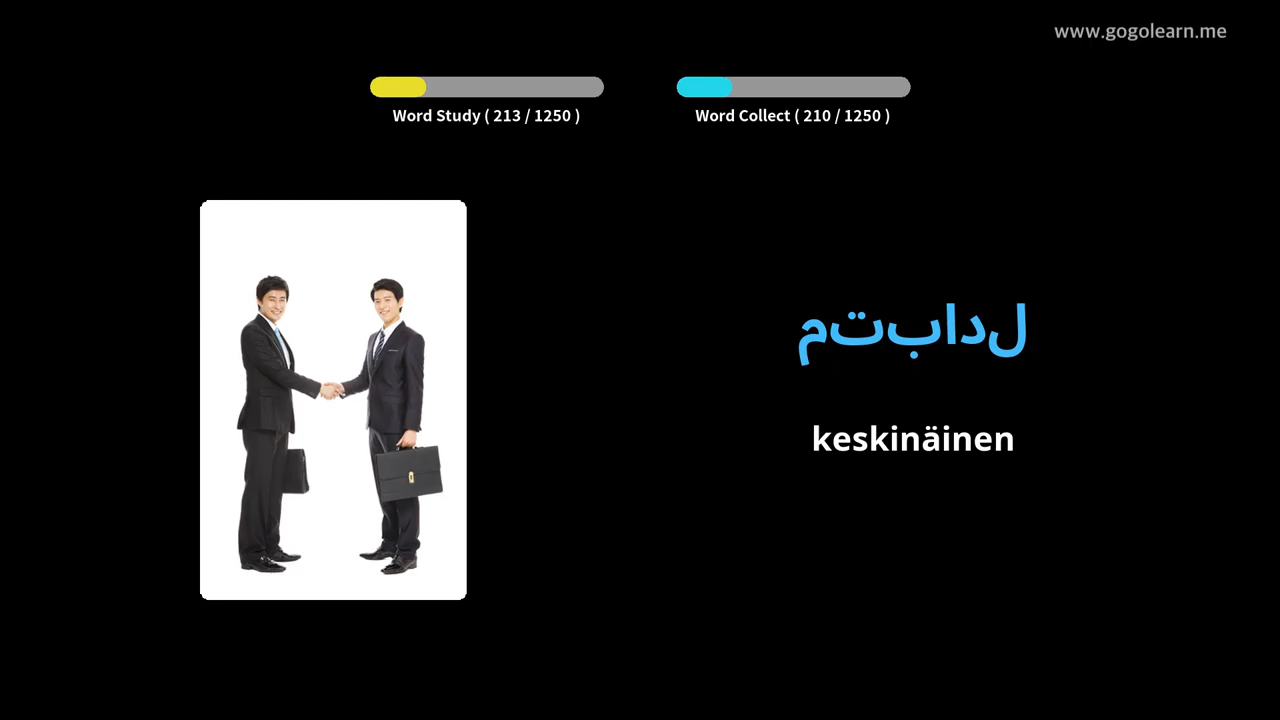 www.gogolearn.me
Word Study ( 213 / 1250 )
Word Collect ( 210 / 1250 )
متبادل
keskinäinen